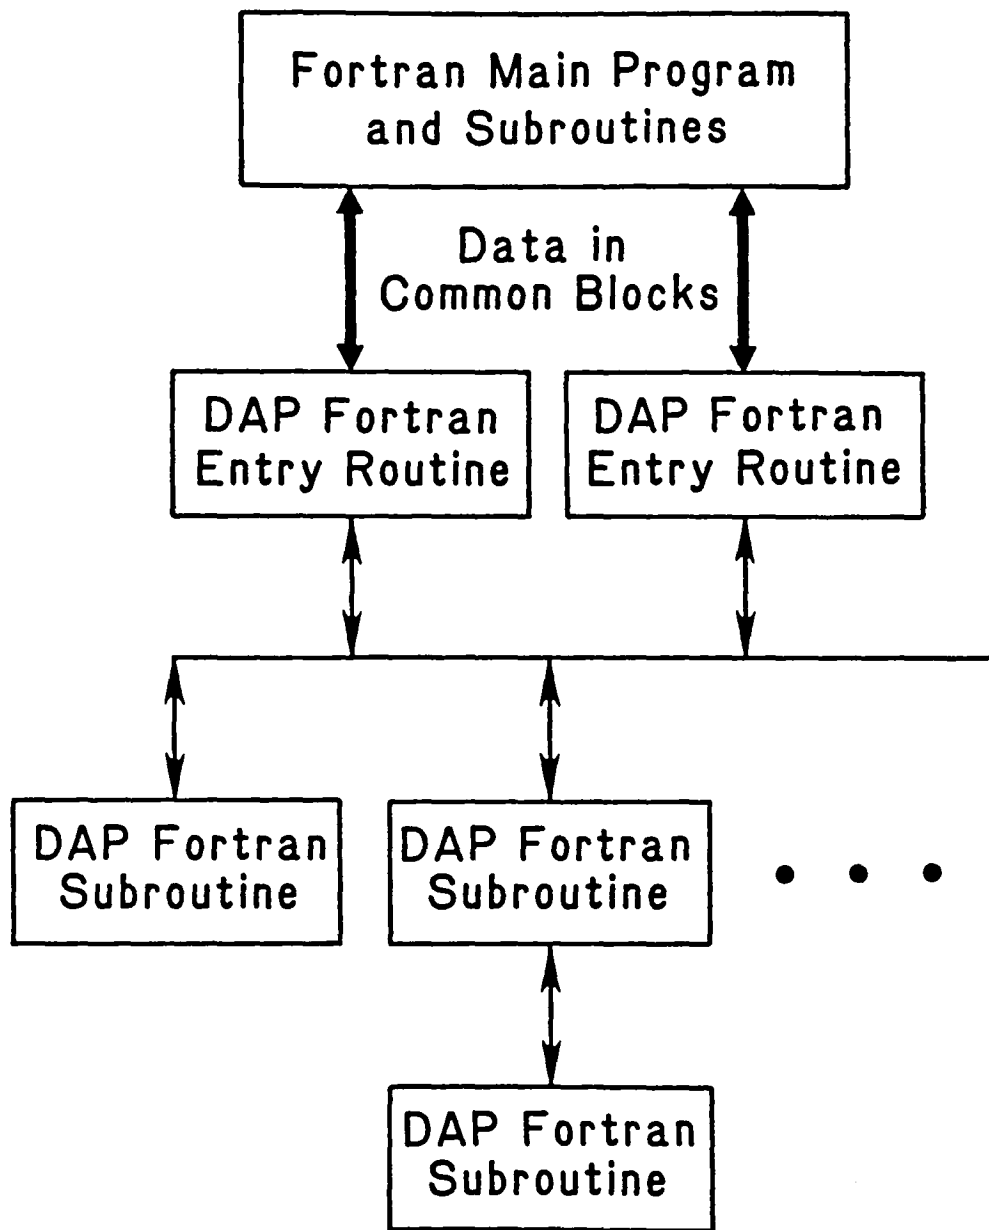 Fortran Main Program
and Subroutines
Data in
Common Blocks
DAP Fortran
Entry Routine
DAP Fortran
Entry Routine
DAP Fortran
Subroutine
DAP Fortran
Subroutine
DAP Fortran
Subroutine